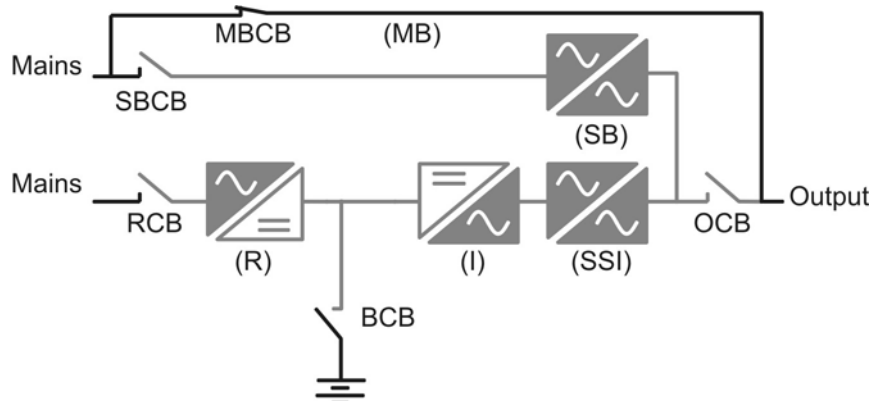 MBCB
(MB)
Mains
SBCB
(SB)
Mains
RCB
(R)
(I)
(SSI)
OCB
Output
BCB